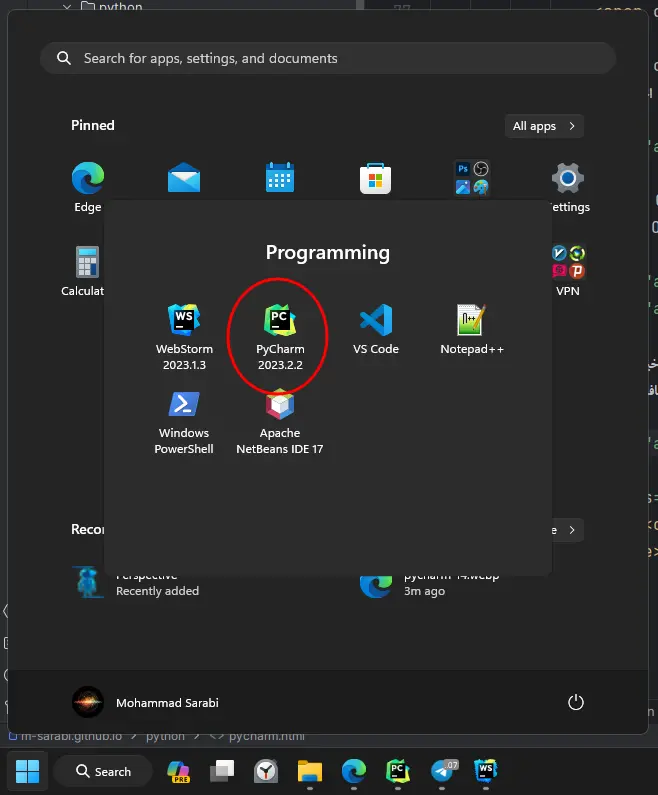 python
77
Search for apps, settings, and documents
Pinned
All apps
Edge
Settings
Calculat
VPN
Programming
WebStorm
2023.1.3
PyCharm
2023.2.2
VS Code
Notepad++
Windows
PowerShell
Apache
NetBeans IDE 17
Recor
e
Perspective
Recently added
pycharm-14.webp
3m ago
Mohammad Sarabi
m-sarabi.github.io > python > <> pycharm.html
Search
PRE
.07